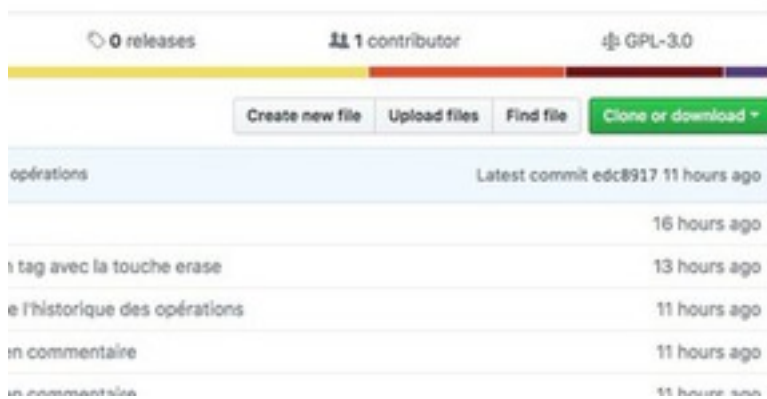 0 releases 1 contributor GPL-3.0
Create new file Upload files Find file Clone or download
opérations Latest commit edc8917 11 hours ago
16 hours ago
n tag avec la touche erase 13 hours ago
e l'historique des opérations 11 hours ago
en commentaire 11 hours ago
en commentaire 11 hours ago